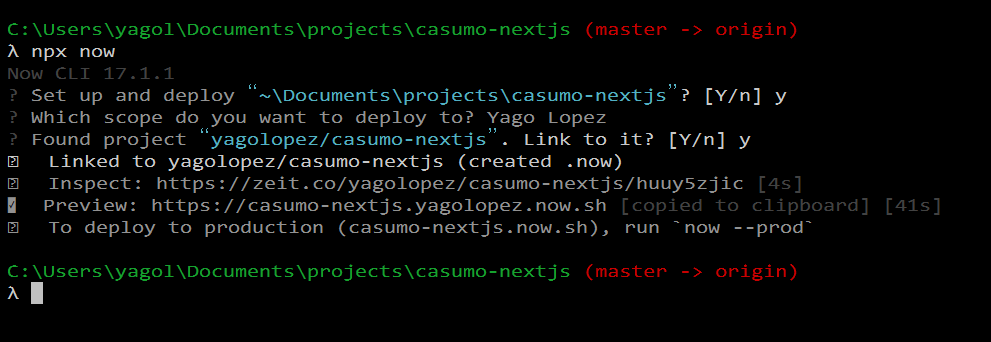 C:\Users\yagol\Documents\projects\casumo-nextjs (master -> origin)
λ npx now
Now CLI 17.1.1
? Set up and deploy “~\Documents\projects\casumo-nextjs”? [Y/n] y
? Which scope do you want to deploy to? Yago Lopez
? Found project “yagolopez/casumo-nextjs”. Link to it? [Y/n] y
Linked to yagolopez/casumo-nextjs (created .now)
Inspect: https://zeit.co/yagolopez/casumo-nextjs/huuy5zjic [4s]
✓ Preview: https://casumo-nextjs.yagolopez.now.sh [copied to clipboard] [41s]
To deploy to production (casumo-nextjs.now.sh), run `now --prod`
C:\Users\yagol\Documents\projects\casumo-nextjs (master -> origin)
λ